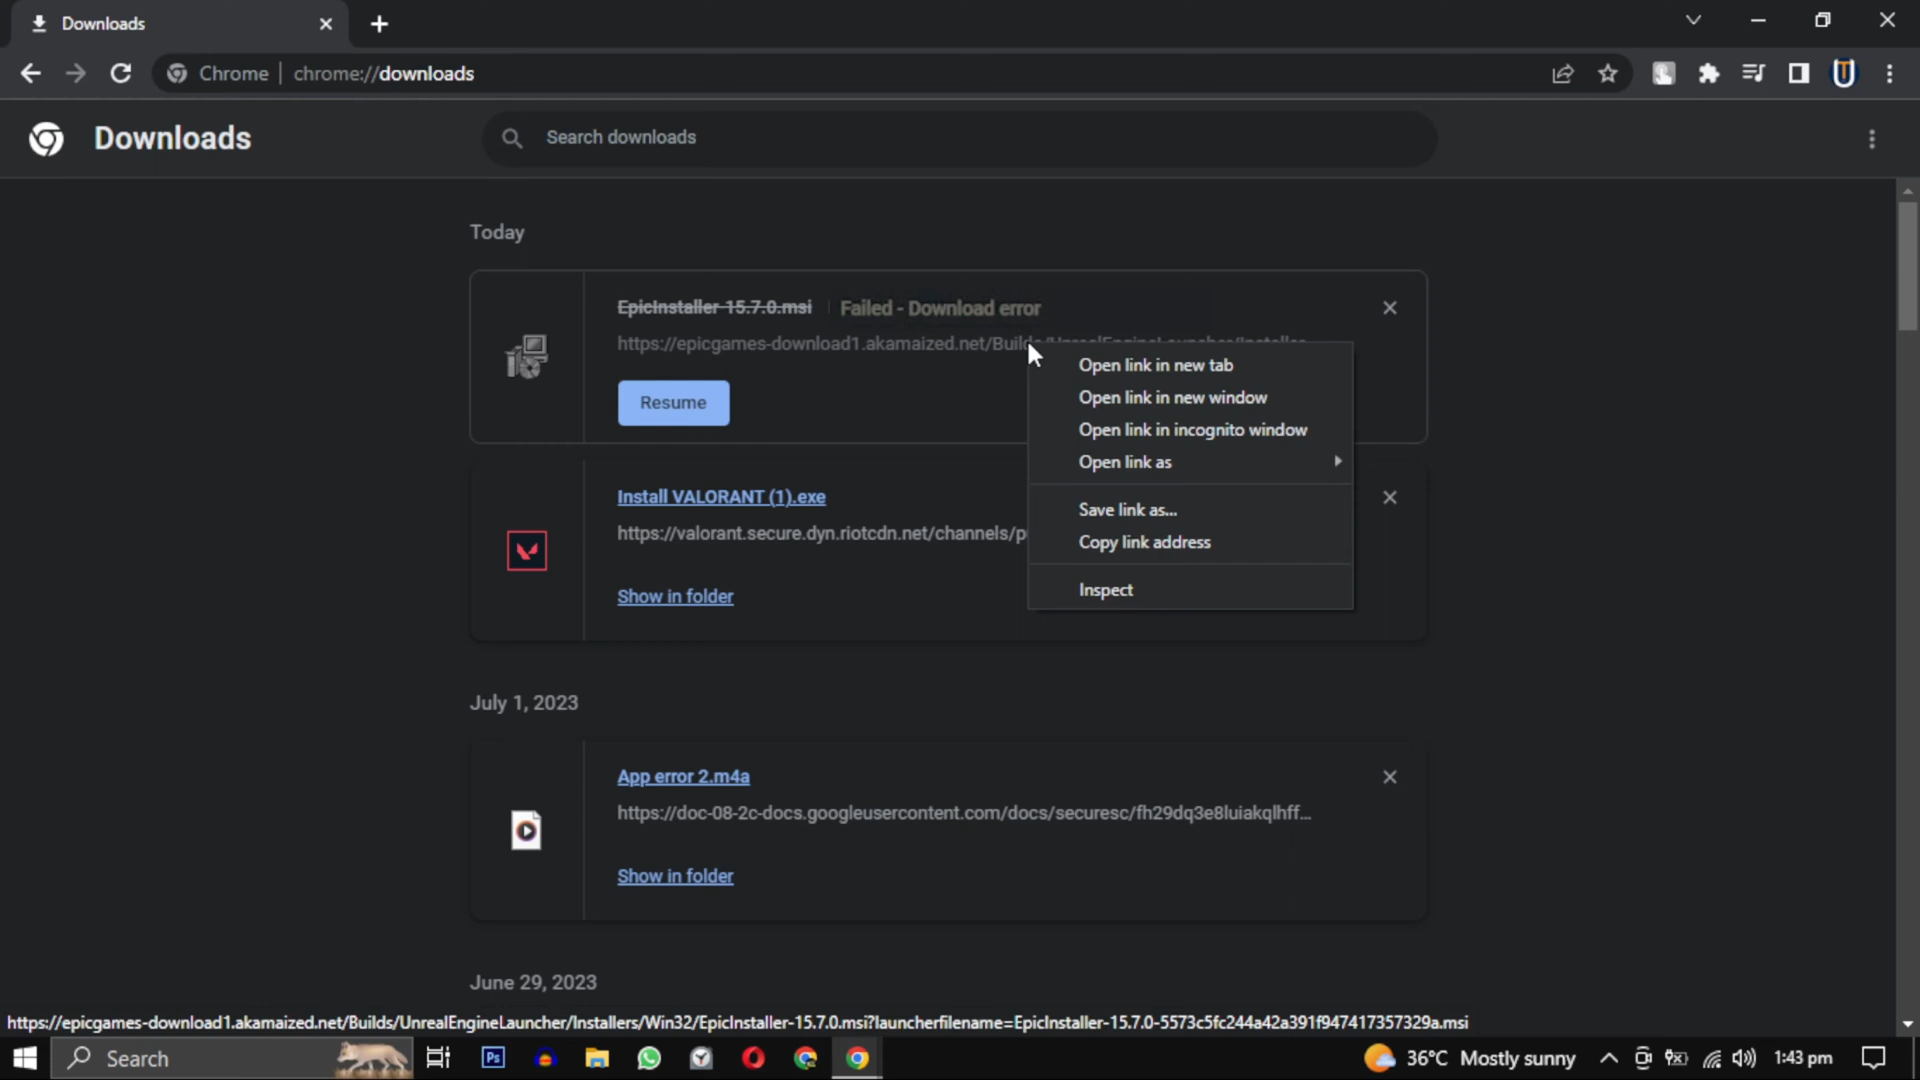 Downloads
Chrome | chrome://downloads
Downloads
Search downloads
Today
EpicInstaller-15.7.0.msi
Failed - Download error
https://epicgames-download1.akamaized.net/Builds/UnrealEngineLauncher/Installers
Open link in new tab
Open link in new window
Open link in incognito window
Open link as
Save link as...
Copy link address
Inspect
Resume
Install VALORANT (1).exe
https://valorant.secure.dyn.riotcdn.net/channels/p
Show in folder
July 1, 2023
App error 2.m4a
https://doc-08-2c-docs.googleusercontent.com/docs/securesc/fh29dq3e8luiakqlhff...
Show in folder
June 29, 2023
https://epicgames-download1.akamaized.net/Builds/UnrealEngineLauncher/Installers/Win32/EpicInstaller-15.7.0.msi?launcherfilename=EpicInstaller-15.7.0-5573c5fc244a42a391f947417357329a.msi
Search
Ps
36°C Mostly sunny
1:43 pm